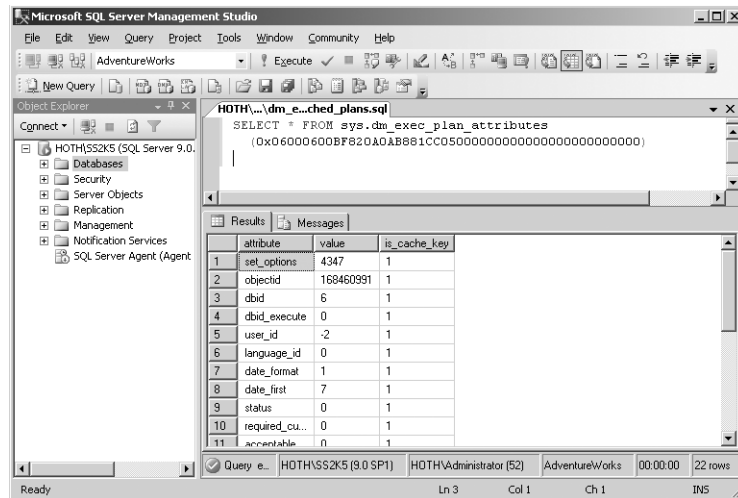 Microsoft SQL Server Management Studio
File Edit View Query Project Tools Window Community Help
AdventureWorks Execute
New Query
Object Explorer
Connect
HOTH\SS2K5 (SQL Server 9.0.
Databases
Security
Server Objects
Replication
Management
Notification Services
SQL Server Agent (Agent
HOTH\...\dm_e...ched_plans.sql
SELECT * FROM sys.dm_exec_plan_attributes
(0x06000600BF820A0AB881CC05000000000000000000000000)
Results Messages
attribute value is_cache_key
1 set_options 4347 1
2 objectid 168460991 1
3 dbid 6 1
4 dbid_execute 0 1
5 user_id -2 1
6 language_id 0 1
7 date_format 1 1
8 date_first 7 1
9 status 0 1
10 required_cu... 0 1
11 acceptable 0 1
Query e... HOTH\SS2K5 (9.0 SP1) HOTH\Administrator (52) AdventureWorks 00:00:00 22 rows
Ready Ln 3 Col 1 Ch 1 INS